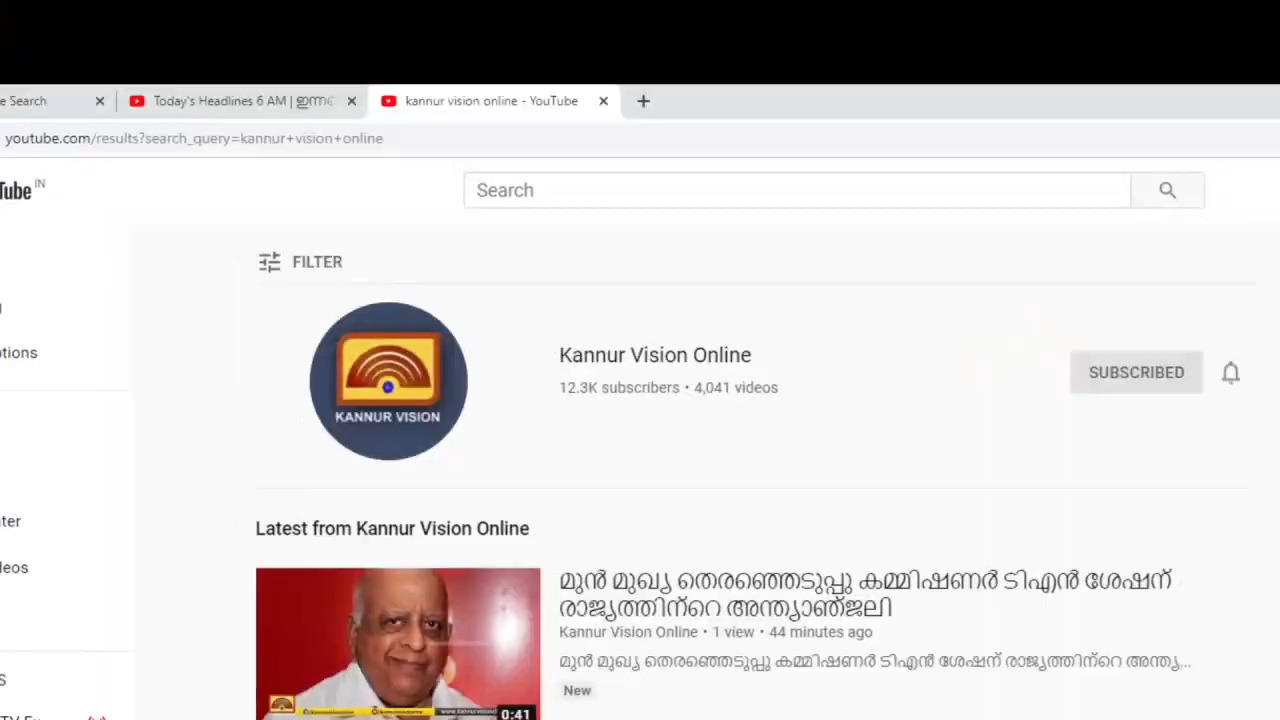 e Search
Today's Headlines 6 AM | ഇന്നത
kannur vision online - YouTube
youtube.com/results?search_query=kannur+vision+online
Tube IN
Search
FILTER
KANNUR VISION
Kannur Vision Online
12.3K subscribers • 4,041 videos
SUBSCRIBED
Latest from Kannur Vision Online
മുൻ മുഖ്യ തെരഞ്ഞെടുപ്പു കമ്മിഷണർ ടിഎൻ ശേഷന്
രാജ്യത്തിന്റെ അന്ത്യാഞ്ജലി
Kannur Vision Online • 1 view • 44 minutes ago
മുൻ മുഖ്യ തെരഞ്ഞെടുപ്പു കമ്മിഷണർ ടിഎൻ ശേഷന് രാജ്യത്തിന്റെ അന്ത്യ...
New
0:41